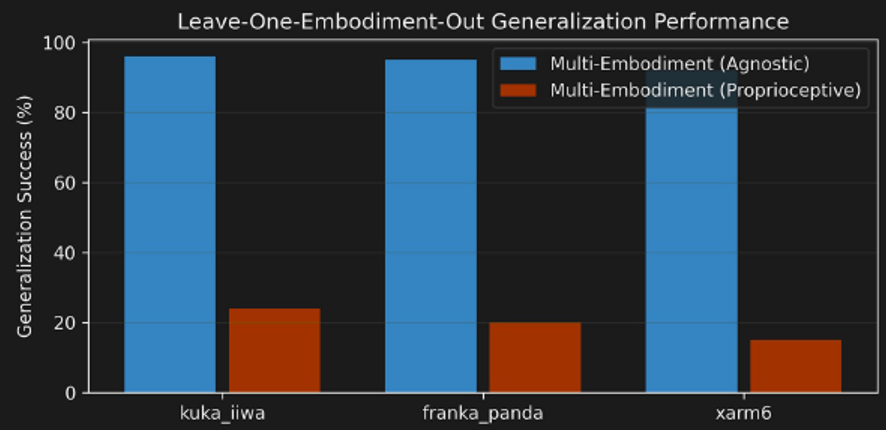 Leave-One-Embodiment-Out Generalization Performance
Generalization Success (%)
100
80
60
40
20
0
Multi-Embodiment (Agnostic)
Multi-Embodiment (Proprioceptive)
kuka_iiwa
franka_panda
xarm6